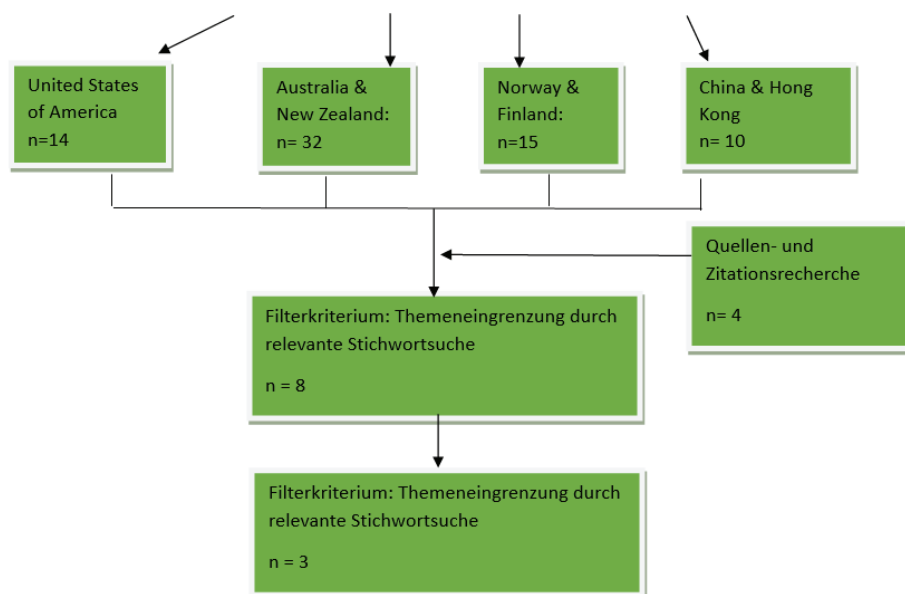 United States
of America
n=14
Australia &
New Zealand:
n= 32
Norway &
Finland:
n=15
China & Hong
Kong
n= 10
Quellen- und
Zitationsrecherche
n= 4
Filterkriterium: Themeneingrenzung durch
relevante Stichwortsuche
n = 8
Filterkriterium: Themeneingrenzung durch
relevante Stichwortsuche
n = 3